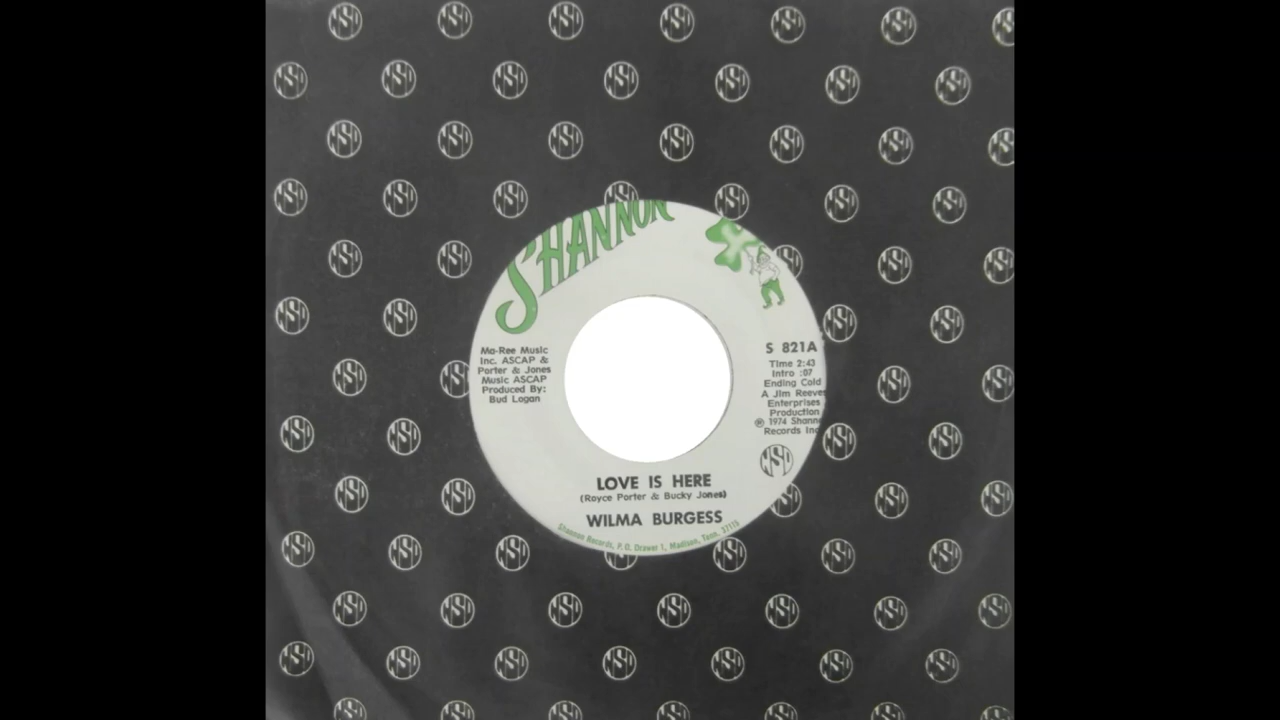 SHANNON
Ma-Ree Music
Inc. ASCAP &
Porter & Jones
Music ASCAP
Produced By:
Bud Logan
S 821A
Time 2:43
Intro :07
Ending Cold
A Jim Reeves
Enterprises
Production
℗ 1974 Shann
Records Inc
NSD
LOVE IS HERE
(Royce Porter & Bucky Jones)
WILMA BURGESS
Shannon Records, P.O. Drawer 1, Madison, Tenn. 37115